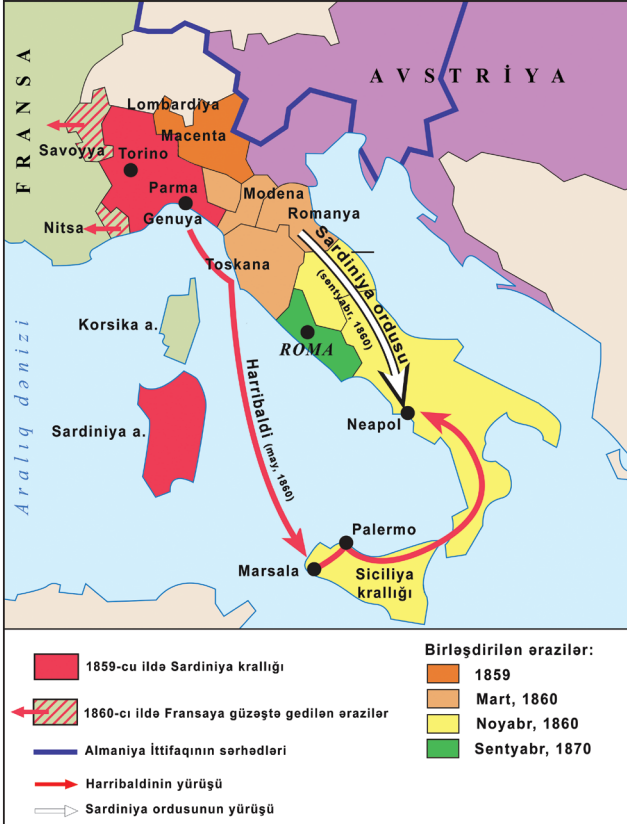 FRANSA
AVSTRİYA
Lombardiya
Macenta
Savoyya
Torino
Parma
Modena
Nitsa
Genuya
Romanya
Toskana
Sardiniya ordusu
(sentyabr, 1860)
Korsika a.
ROMA
Aralıq dənizi
Harribaldi (may, 1860)
Sardiniya a.
Neapol
Palermo
Marsala
Siciliya
krallığı
1859-cu ildə Sardiniya krallığı
1860-cı ildə Fransaya güzəştə gedilən ərazilər
Almaniya İttifaqının sərhədləri
Harribaldinin yürüşü
Sardiniya ordusunun yürüşü
Birləşdirilən ərazilər:
1859
Mart, 1860
Noyabr, 1860
Sentyabr, 1870